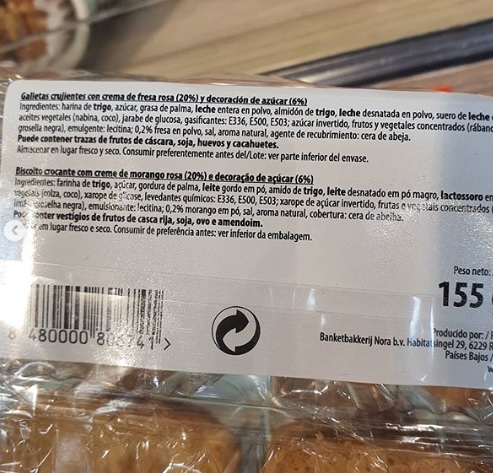 Galletas crujientes con crema de fresa rosa (20%) y decoración de azúcar (6%)
Ingredientes: harina de trigo, azúcar, grasa de palma, leche entera en polvo, almidón de trigo, leche desnatada en polvo, suero de leche
aceites vegetales (nabina, coco), jarabe de glucosa, gasificantes: E336, E500, E503; azúcar invertido, frutos y vegetales concentrados (rábano
grosella negra), emulgente: lecitina; 0,2% fresa en polvo, sal, aroma natural, agente de recubrimiento: cera de abeja.
Puede contener trazas de frutos de cáscara, soja, huevos y cacahuetes.
Almacenar en lugar fresco y seco. Consumir preferentemente antes del/Lote: ver parte inferior del envase.
Biscoito crocante com creme de morango rosa (20%) e decoração de açúcar (6%)
Ingredientes: farinha de trigo, açúcar, gordura de palma, leite gordo em pó, amido de trigo, leite desnatado em pó magro, lactossoro em
vegetais (colza, coco), xarope de glicose, levedantes químicos: E336, E500, E503; xarope de açúcar invertido, frutas e vegetais concentrados
groselha negra), emulsionante: lecitina; 0,2% morango em pó, sal, aroma natural, cobertura: cera de abelha.
conter vestígios de frutos de casca rija, soja, ovo e amendoim.
em lugar fresco e seco. Consumir de preferência antes: ver inferior da embalagem.
Peso neto:
155
8 480000 806741 >
Producido por: /
Banketbakkerij Nora b.v. Habitatsingel 29, 6229 R
Países Bajos /